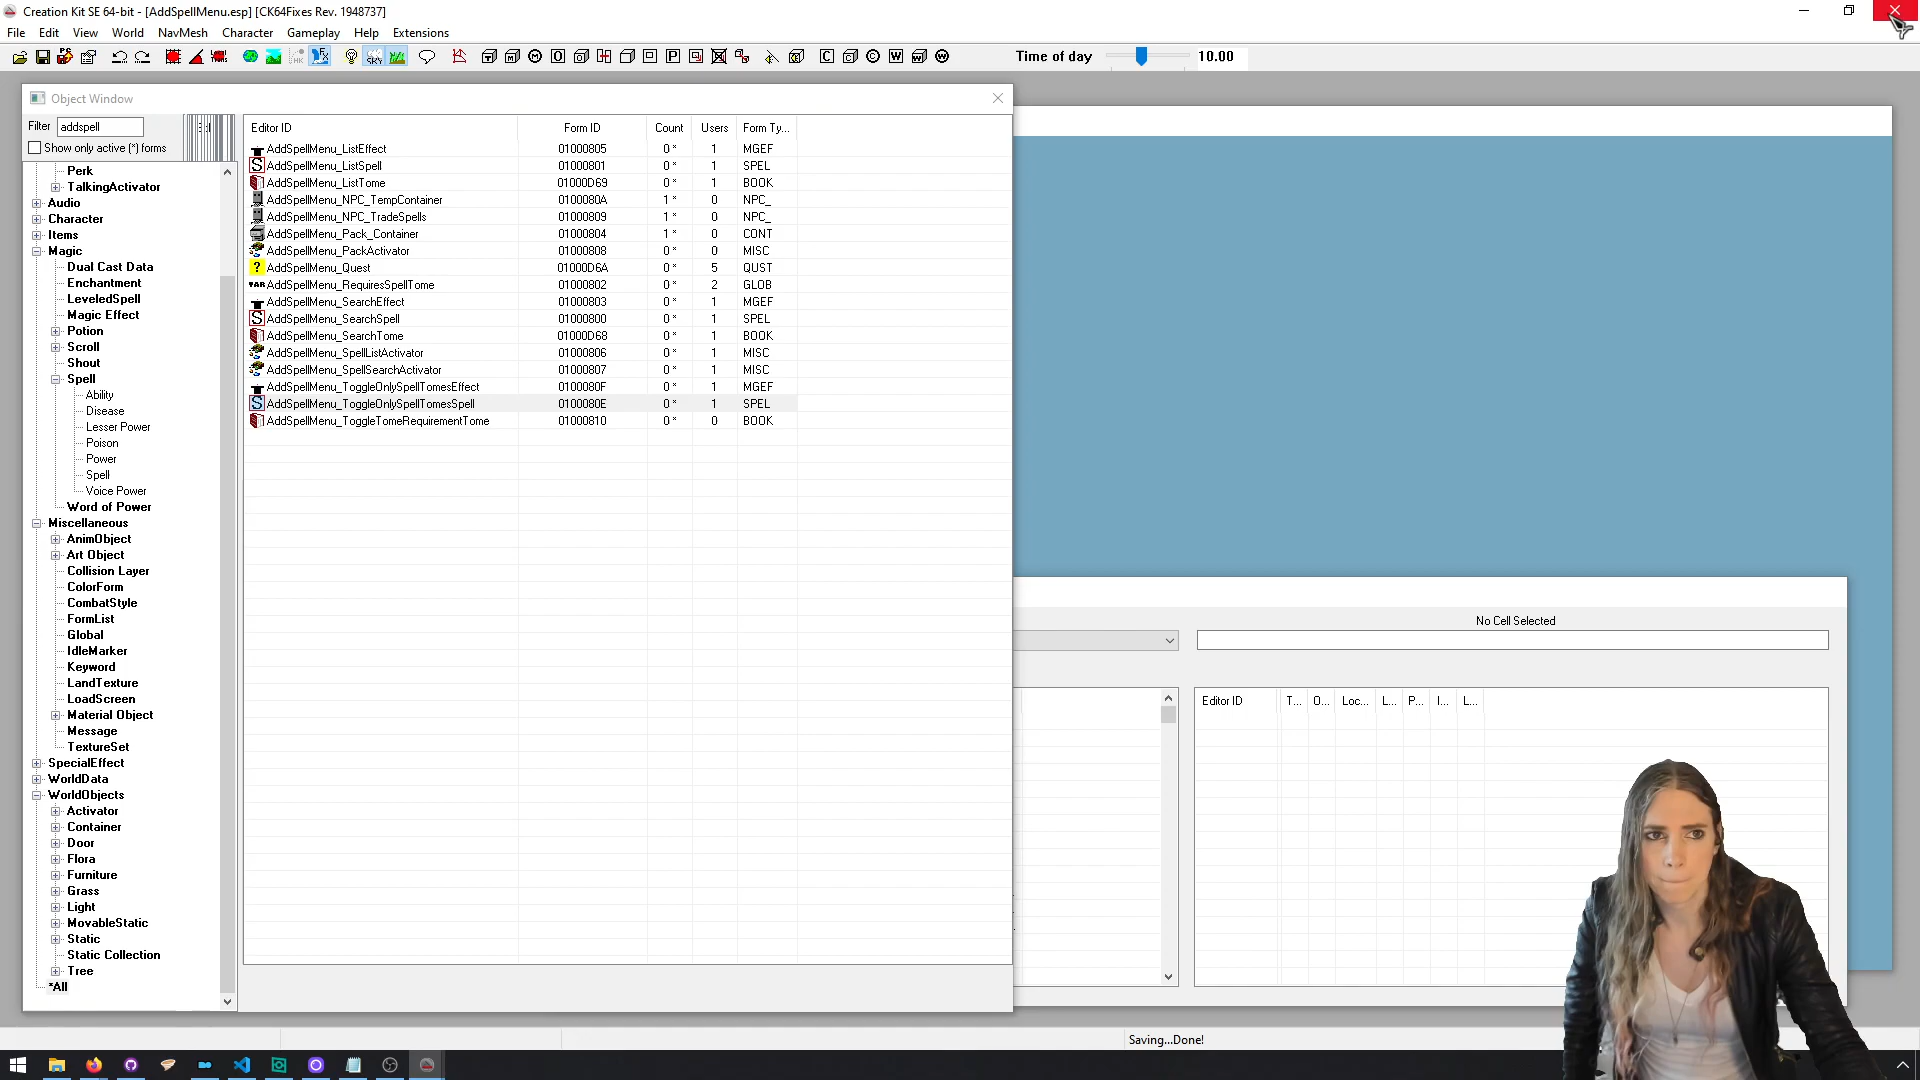 Creation Kit SE 64-bit - [AddSpellMenu.esp] [CK64Fixes Rev. 1948737]
File Edit View World NavMesh Character Gameplay Help Extensions
Time of day 10.00
Object Window
Filter addspell
Show only active (*) forms
Perk
TalkingActivator
Audio
Character
Items
Magic
Dual Cast Data
Enchantment
LeveledSpell
Magic Effect
Potion
Scroll
Shout
Spell
Ability
Disease
Lesser Power
Poison
Power
Spell
Voice Power
Word of Power
Miscellaneous
AnimObject
Art Object
Collision Layer
ColorForm
CombatStyle
FormList
Global
IdleMarker
Keyword
LandTexture
LoadScreen
Material Object
Message
TextureSet
SpecialEffect
WorldData
WorldObjects
Activator
Container
Door
Flora
Furniture
Grass
Light
MovableStatic
Static
Static Collection
Tree
*All
Editor ID Form ID Count Users Form Ty...
AddSpellMenu_ListEffect 01000805 0 * 1 MGEF
AddSpellMenu_ListSpell 01000801 0 * 1 SPEL
AddSpellMenu_ListTome 01000D69 0 * 1 BOOK
AddSpellMenu_NPC_TempContainer 0100080A 1 * 0 NPC_
AddSpellMenu_NPC_TradeSpells 01000809 1 * 0 NPC_
AddSpellMenu_Pack_Container 01000804 1 * 0 CONT
AddSpellMenu_PackActivator 01000808 0 * 0 MISC
AddSpellMenu_Quest 01000D6A 0 * 5 QUST
AddSpellMenu_RequiresSpellTome 01000802 0 * 2 GLOB
AddSpellMenu_SearchEffect 01000803 0 * 1 MGEF
AddSpellMenu_SearchSpell 01000800 0 * 1 SPEL
AddSpellMenu_SearchTome 01000D68 0 * 1 BOOK
AddSpellMenu_SpellListActivator 01000806 0 * 1 MISC
AddSpellMenu_SpellSearchActivator 01000807 0 * 1 MISC
AddSpellMenu_ToggleOnlySpellTomesEffect 0100080F 0 * 1 MGEF
AddSpellMenu_ToggleOnlySpellTomesSpell 0100080E 0 * 1 SPEL
AddSpellMenu_ToggleTomeRequirementTome 01000810 0 * 0 BOOK
No Cell Selected
Editor ID T... O... Loc... L... P... I... L...
Saving...Done!